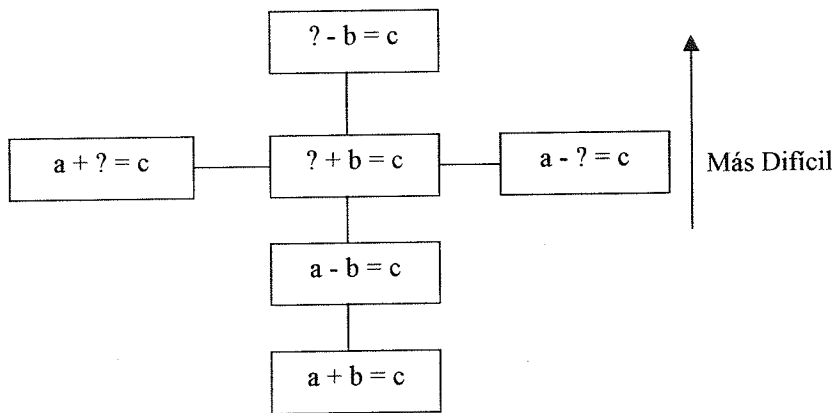 ? - b = c
a + ? = c
? + b = c
a - ? = c
Más Difícil
a - b = c
a + b = c